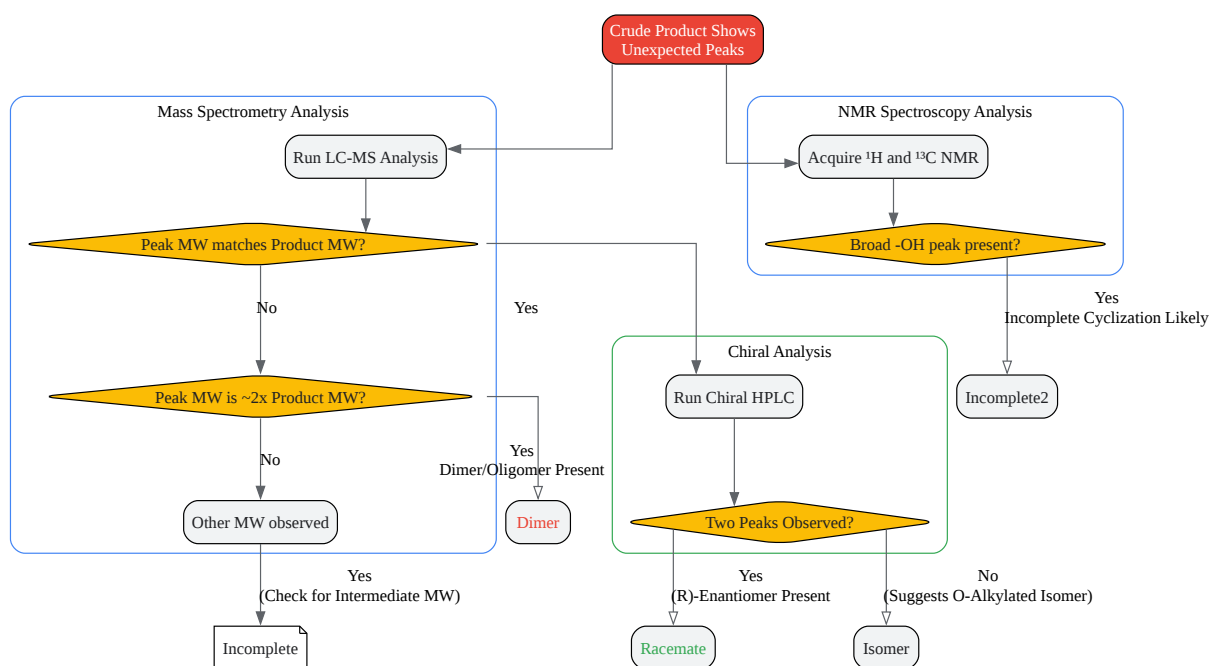 Crude Product Shows
Unexpected Peaks
Mass Spectrometry Analysis
NMR Spectroscopy Analysis
Run LC-MS Analysis
Acquire ¹H and ¹³C NMR
Peak MW matches Product MW?
Broad -OH peak present?
No
Yes
Yes
Incomplete Cyclization Likely
Chiral Analysis
Peak MW is ~2x Product MW?
Run Chiral HPLC
Incomplete2
No
Yes
Dimer/Oligomer Present
Other MW observed
Dimer
Two Peaks Observed?
Yes
(Check for Intermediate MW)
Yes
(R)-Enantiomer Present
No
(Suggests O-Alkylated Isomer)
Incomplete
Racemate
Isomer